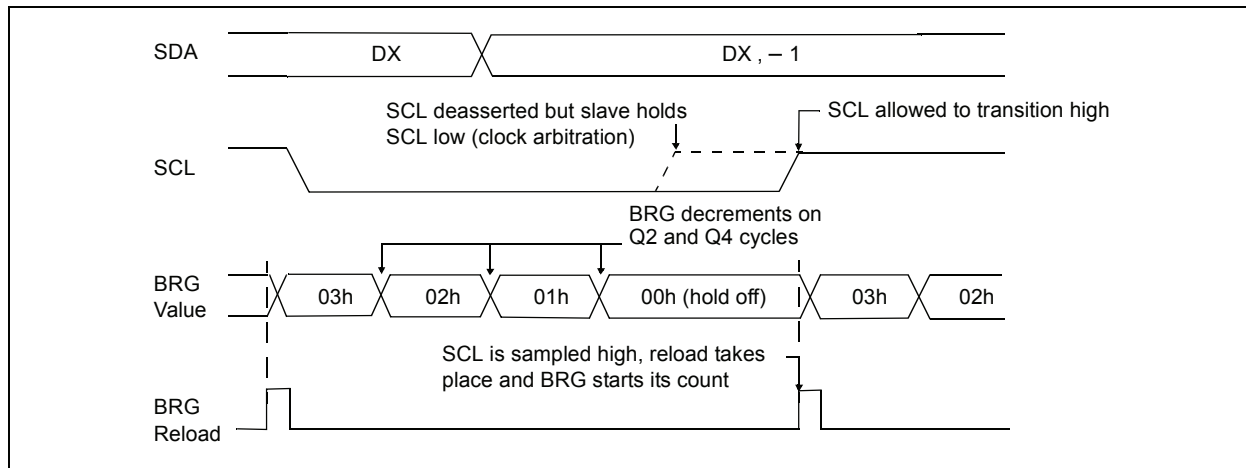 SDA
DX
DX , – 1
SCL deasserted but slave holds
SCL low (clock arbitration)
SCL allowed to transition high
SCL
BRG decrements on
Q2 and Q4 cycles
BRG
Value
03h
02h
01h
00h (hold off)
03h
02h
SCL is sampled high, reload takes
place and BRG starts its count
BRG
Reload